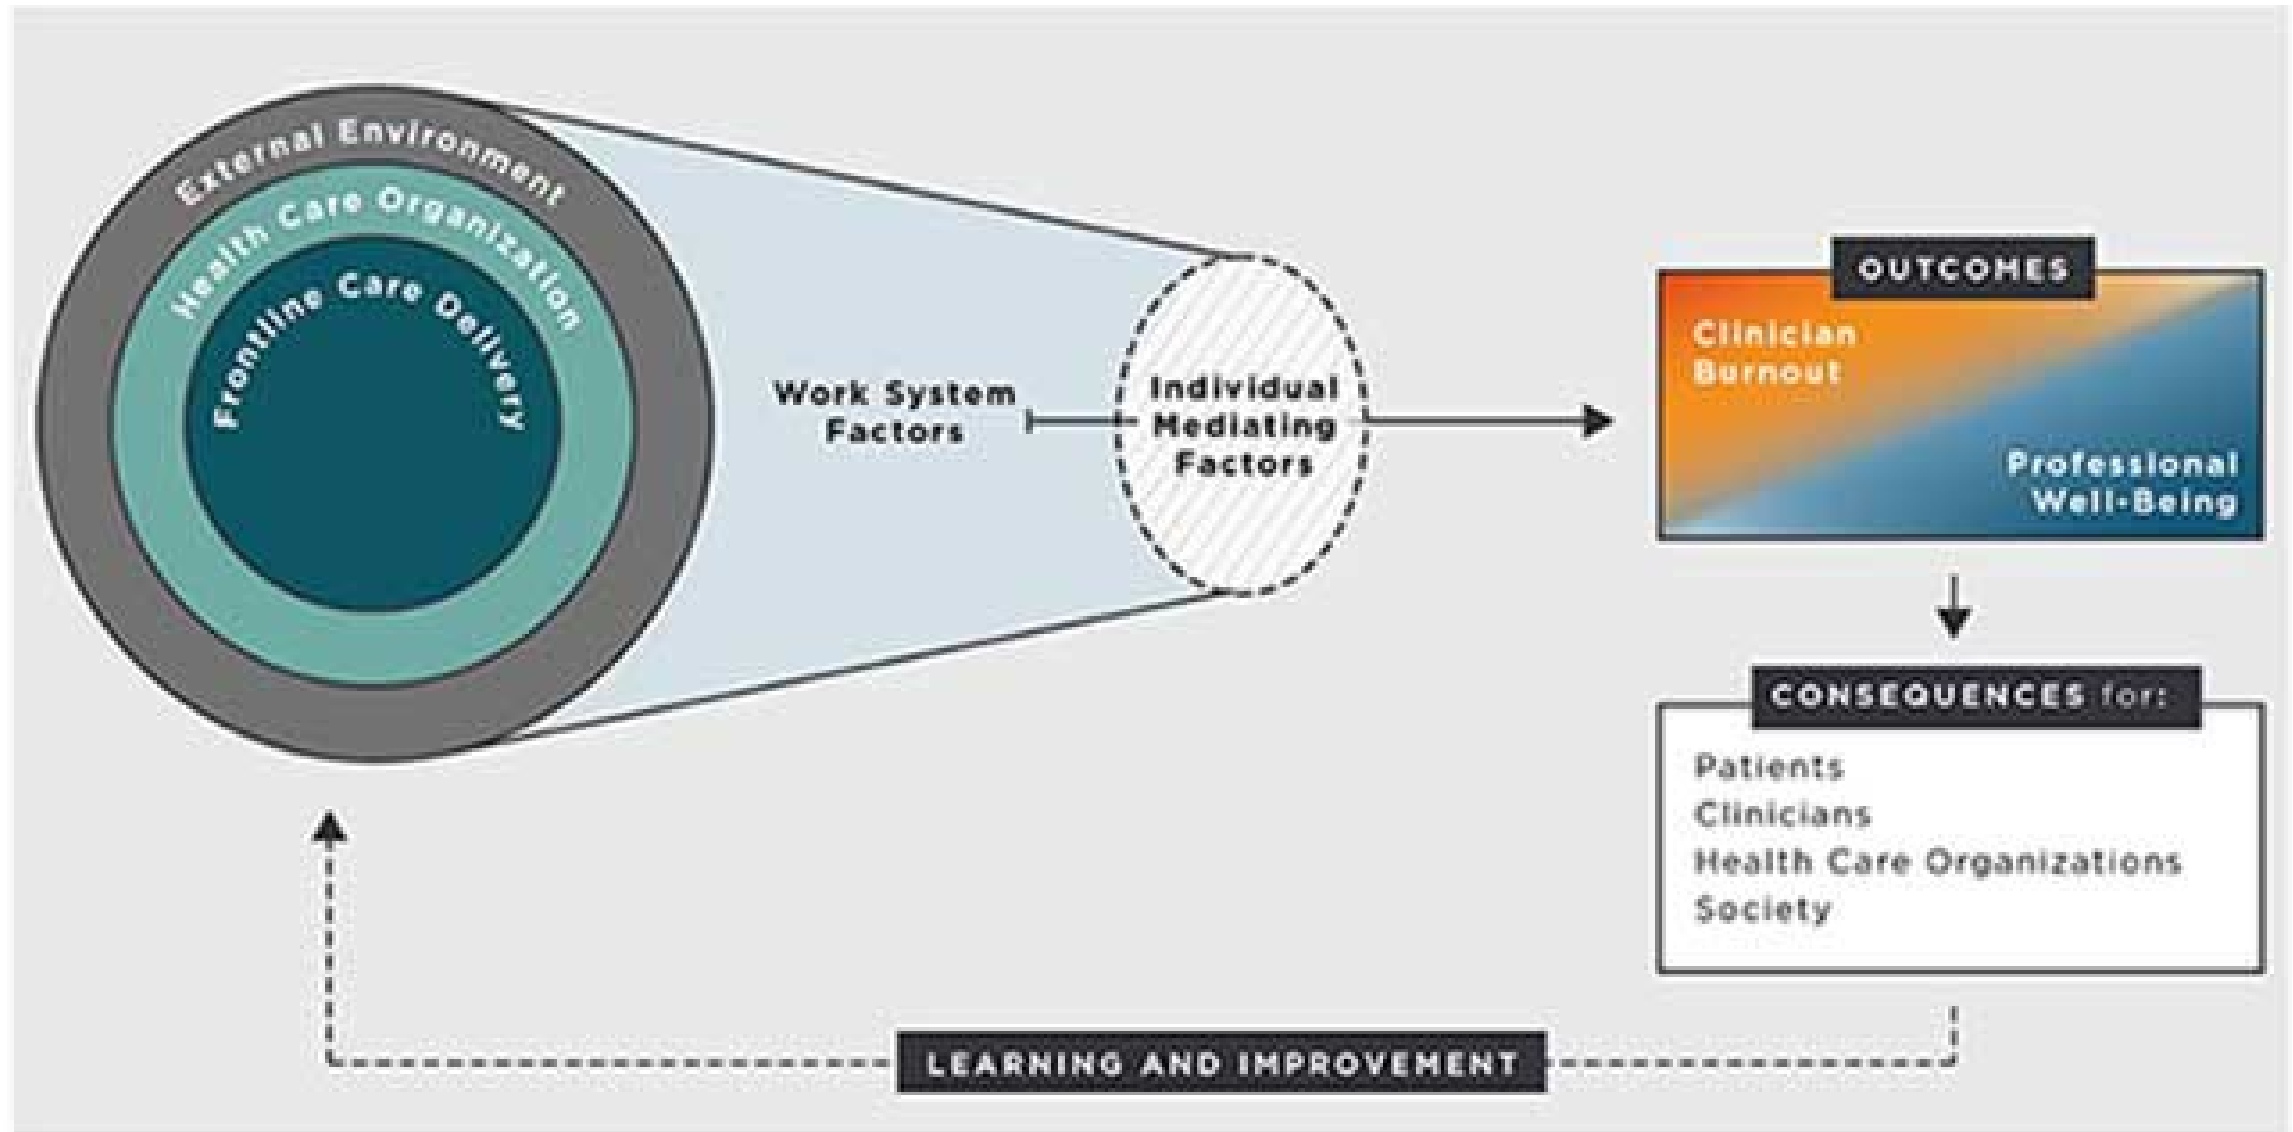 External Environment
Health Care Organization
Frontline Care Delivery
Work System
Factors
Individual
Mediating
Factors
OUTCOMES
Clinician
Burnout
Professional
Well-Being
CONSEQUENCES for:
Patients
Clinicians
Health Care Organizations
Society
LEARNING AND IMPROVEMENT